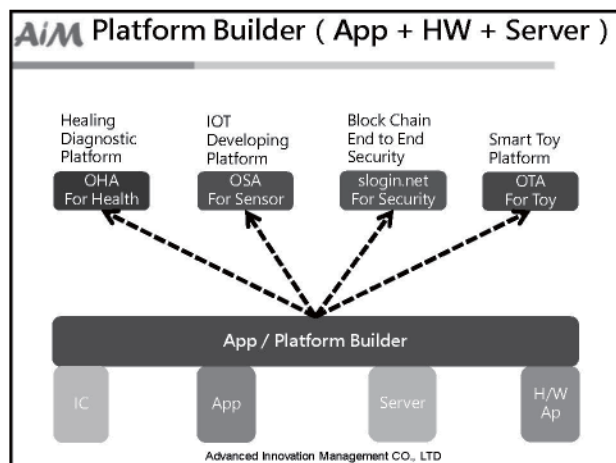 AiM Platform Builder ( App + HW + Server )
Healing
Diagnostic
Platform
OHA
For Health
IOT
Developing
Platform
OSA
For Sensor
Block Chain
End to End
Security
slogin.net
For Security
Smart Toy
Platform
OTA
For Toy
App / Platform Builder
IC
App
Server
H/W
Ap
Advanced Innovation Management CO., LTD